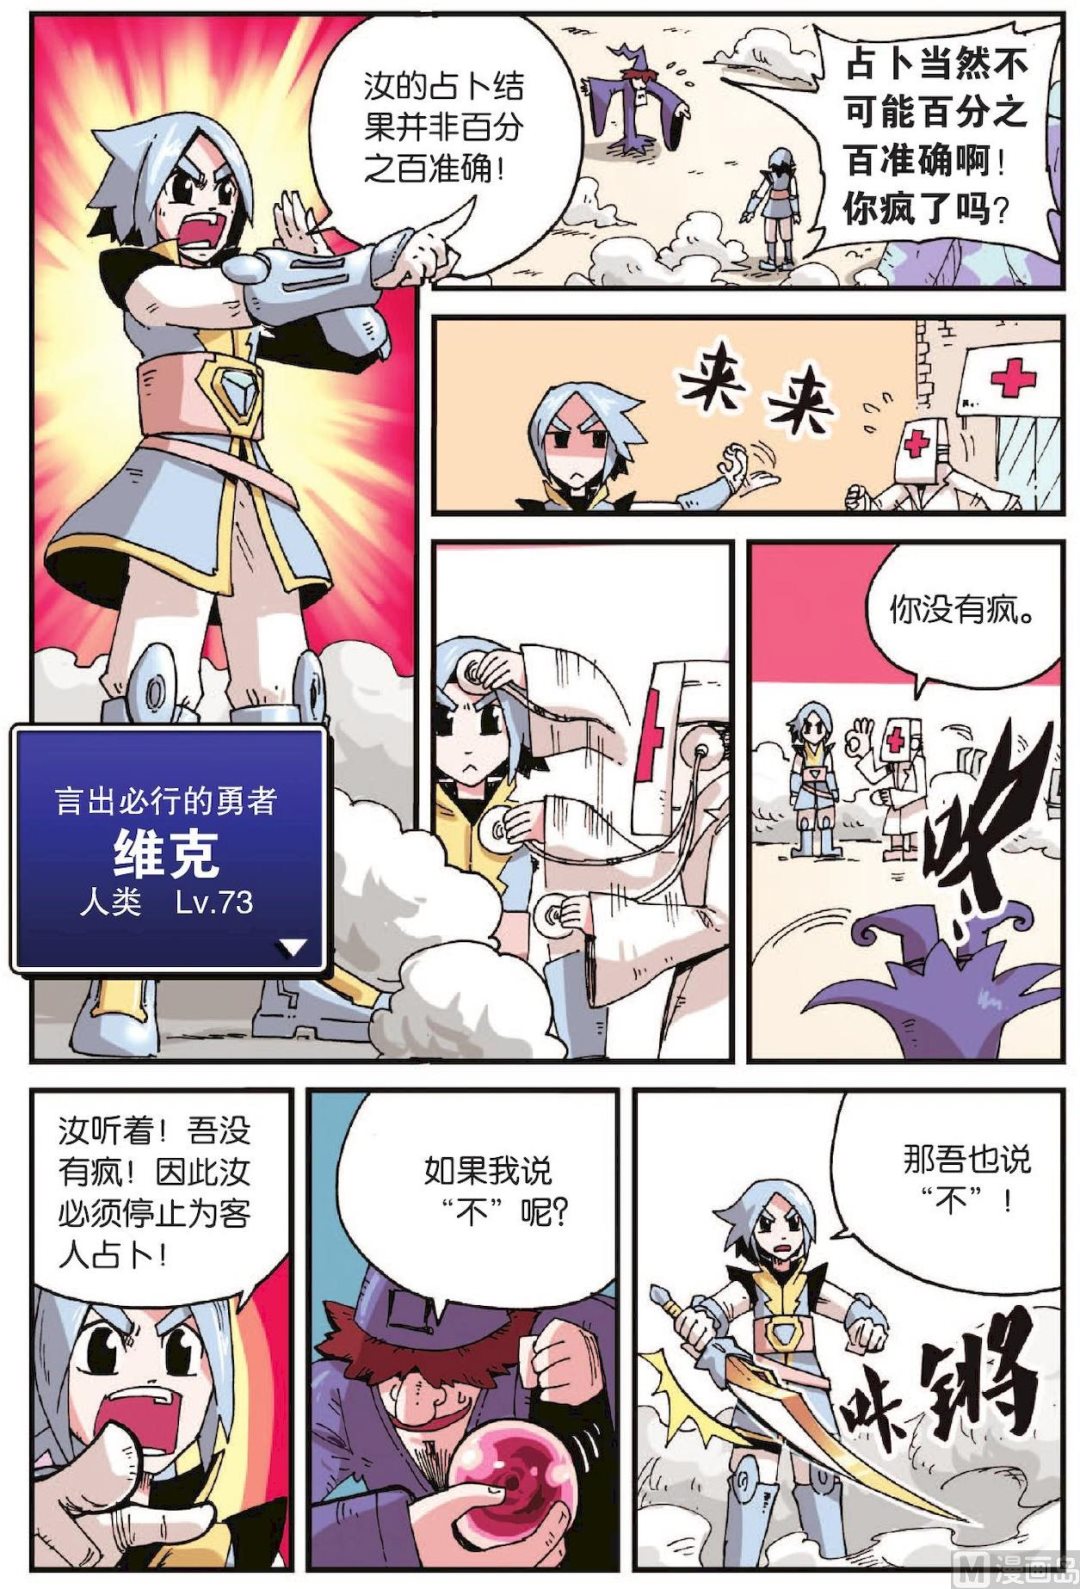 汝的占卜结
果并非百分
之百准确！
占卜当然不
可能百分之
百准确啊！
你疯了吗？
来来
你没有疯。
咔
言出必行的勇者
维克
人类　Lv.73
汝听着！吾没
有疯！因此汝
必须停止为客
人占卜！
如果我说
“不”呢？
那吾也说
“不”！
咔锵
M漫画岛